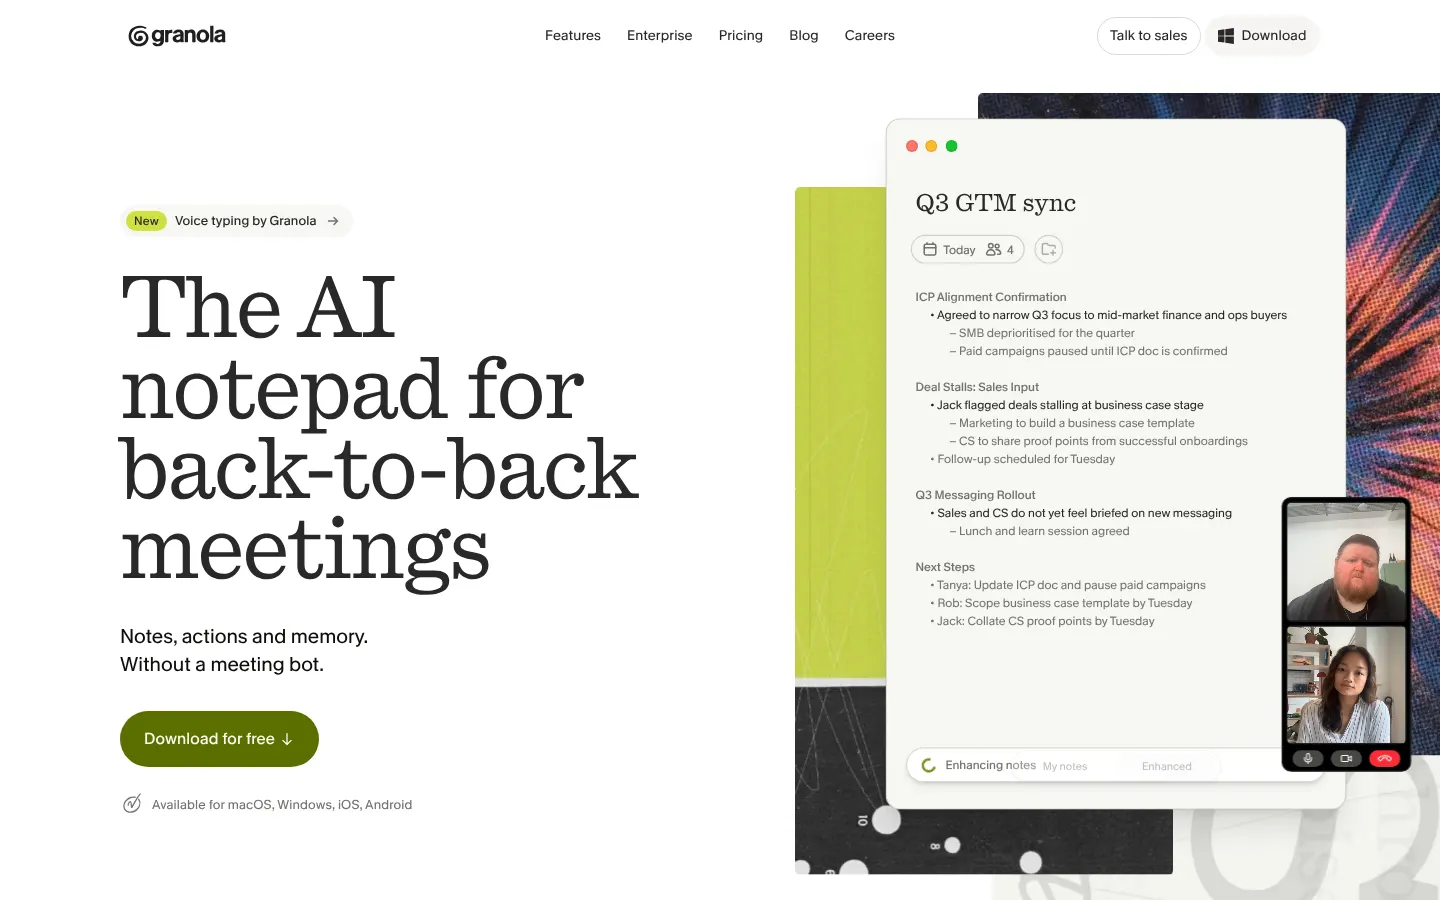 granola
Features
Enterprise
Pricing
Blog
Careers
Talk to sales
Download
New Voice typing by Granola →
The AI
notepad for
back-to-back
meetings
Notes, actions and memory.
Without a meeting bot.
Download for free ↓
Available for macOS, Windows, iOS, Android
Q3 GTM sync
Today 4
ICP Alignment Confirmation
• Agreed to narrow Q3 focus to mid-market finance and ops buyers
– SMB deprioritised for the quarter
– Paid campaigns paused until ICP doc is confirmed
Deal Stalls: Sales Input
• Jack flagged deals stalling at business case stage
– Marketing to build a business case template
– CS to share proof points from successful onboardings
• Follow-up scheduled for Tuesday
Q3 Messaging Rollout
• Sales and CS do not yet feel briefed on new messaging
– Lunch and learn session agreed
Next Steps
• Tanya: Update ICP doc and pause paid campaigns
• Rob: Scope business case template by Tuesday
• Jack: Collate CS proof points by Tuesday
Enhancing notes
My notes
Enhanced
10
8